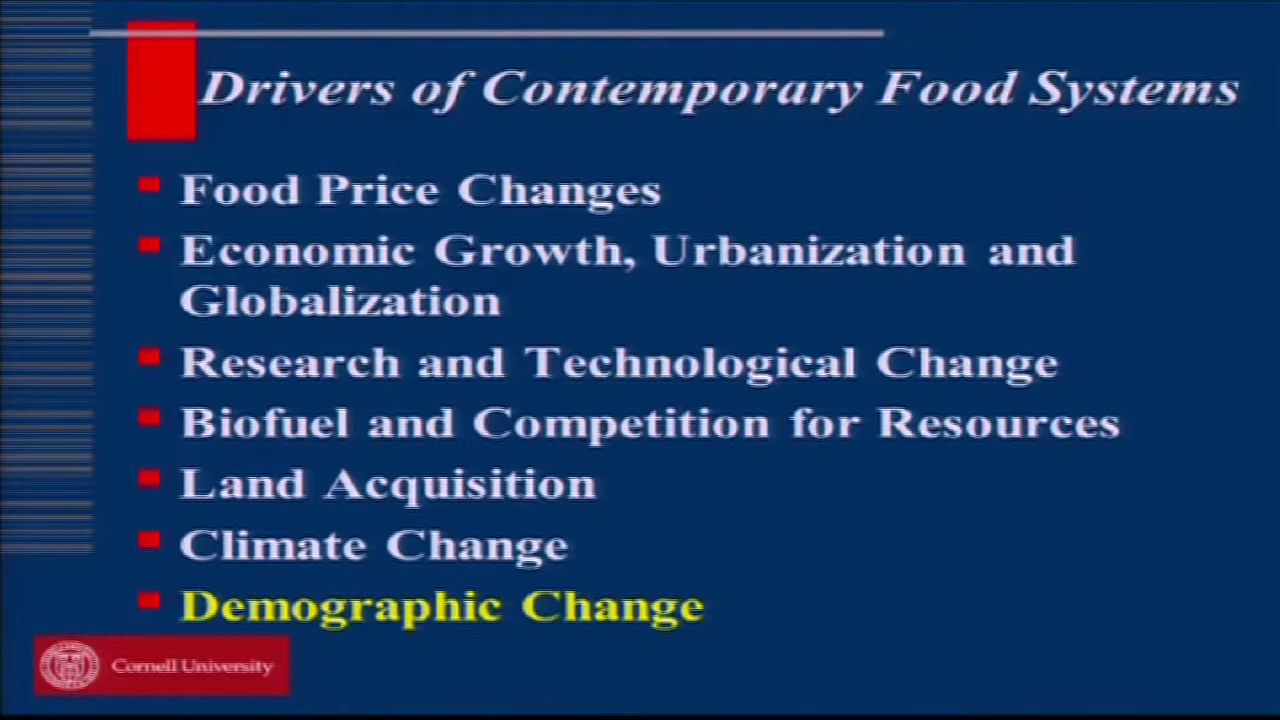 Drivers of Contemporary Food Systems
Food Price Changes
Economic Growth, Urbanization and
Globalization
Research and Technological Change
Biofuel and Competition for Resources
Land Acquisition
Climate Change
Demographic Change
Cornell University